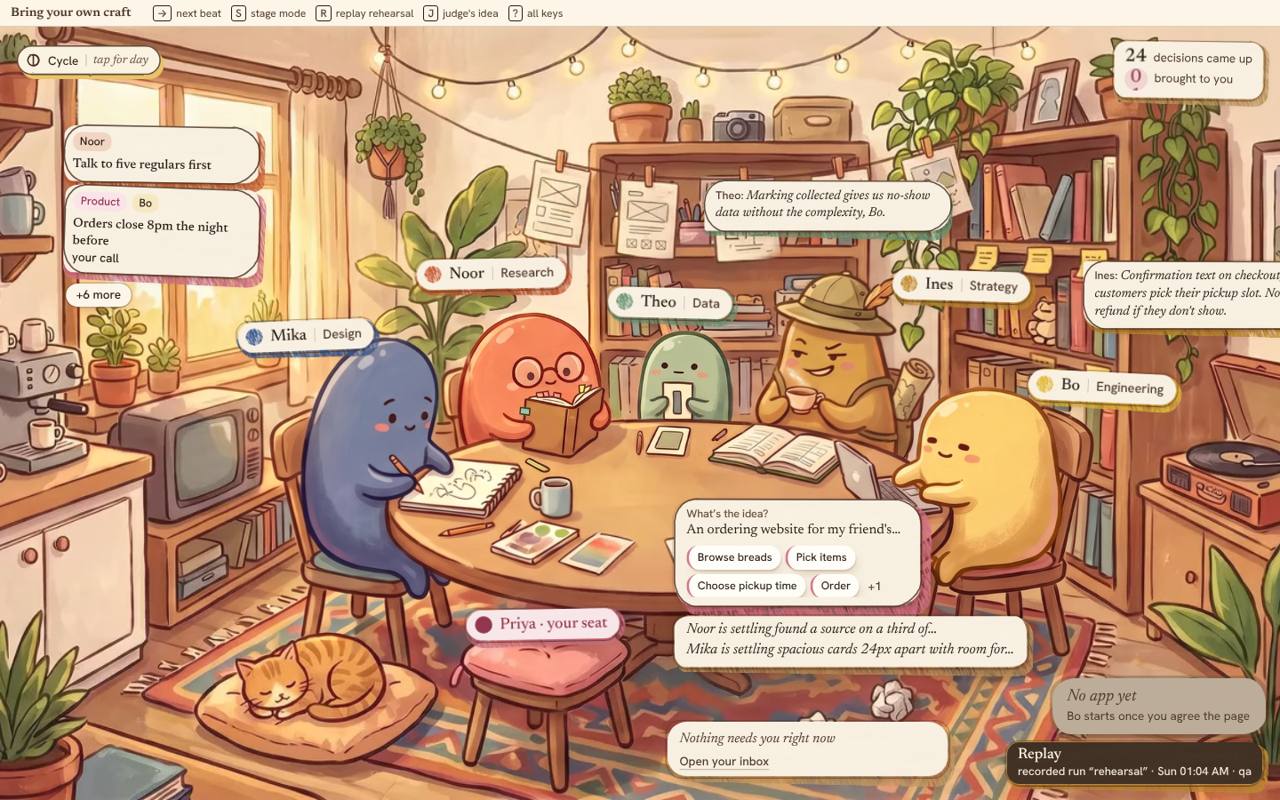 Bring your own craft
→ next beat
S stage mode
R replay rehearsal
J judge's idea
? all keys
Cycle tap for day
24 decisions came up
0 brought to you
Noor
Talk to five regulars first
Product Bo
Orders close 8pm the night
before
your call
+6 more
Theo: Marking collected gives us no-show
data without the complexity, Bo.
Noor Research
Theo Data
Ines Strategy
Ines: Confirmation text on checkout,
customers pick their pickup slot. No
refund if they don't show.
Mika Design
Bo Engineering
What's the idea?
An ordering website for my friend's...
Browse breads Pick items
Choose pickup time Order +1
Priya · your seat
Noor is settling found a source on a third of...
Mika is settling spacious cards 24px apart with room for...
No app yet
Bo starts once you agree the page
Nothing needs you right now
Open your inbox
Replay
recorded run “rehearsal” · Sun 01:04 AM · qa